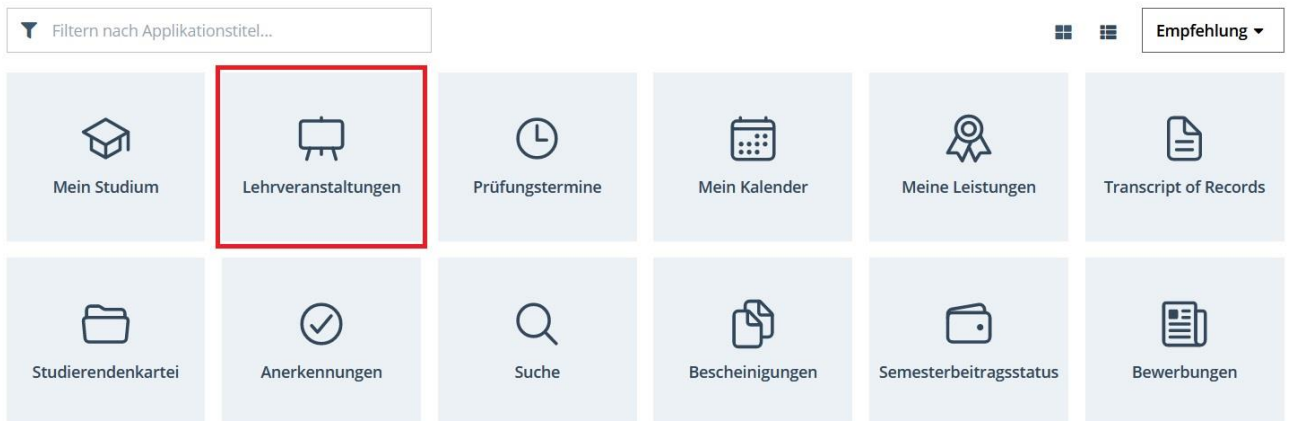 Filtern nach Applikationstitel...
Empfehlung
Mein Studium
Lehrveranstaltungen
Prüfungstermine
Mein Kalender
Meine Leistungen
Transcript of Records
Studierendenkartei
Anerkennungen
Suche
Bescheinigungen
Semesterbeitragsstatus
Bewerbungen